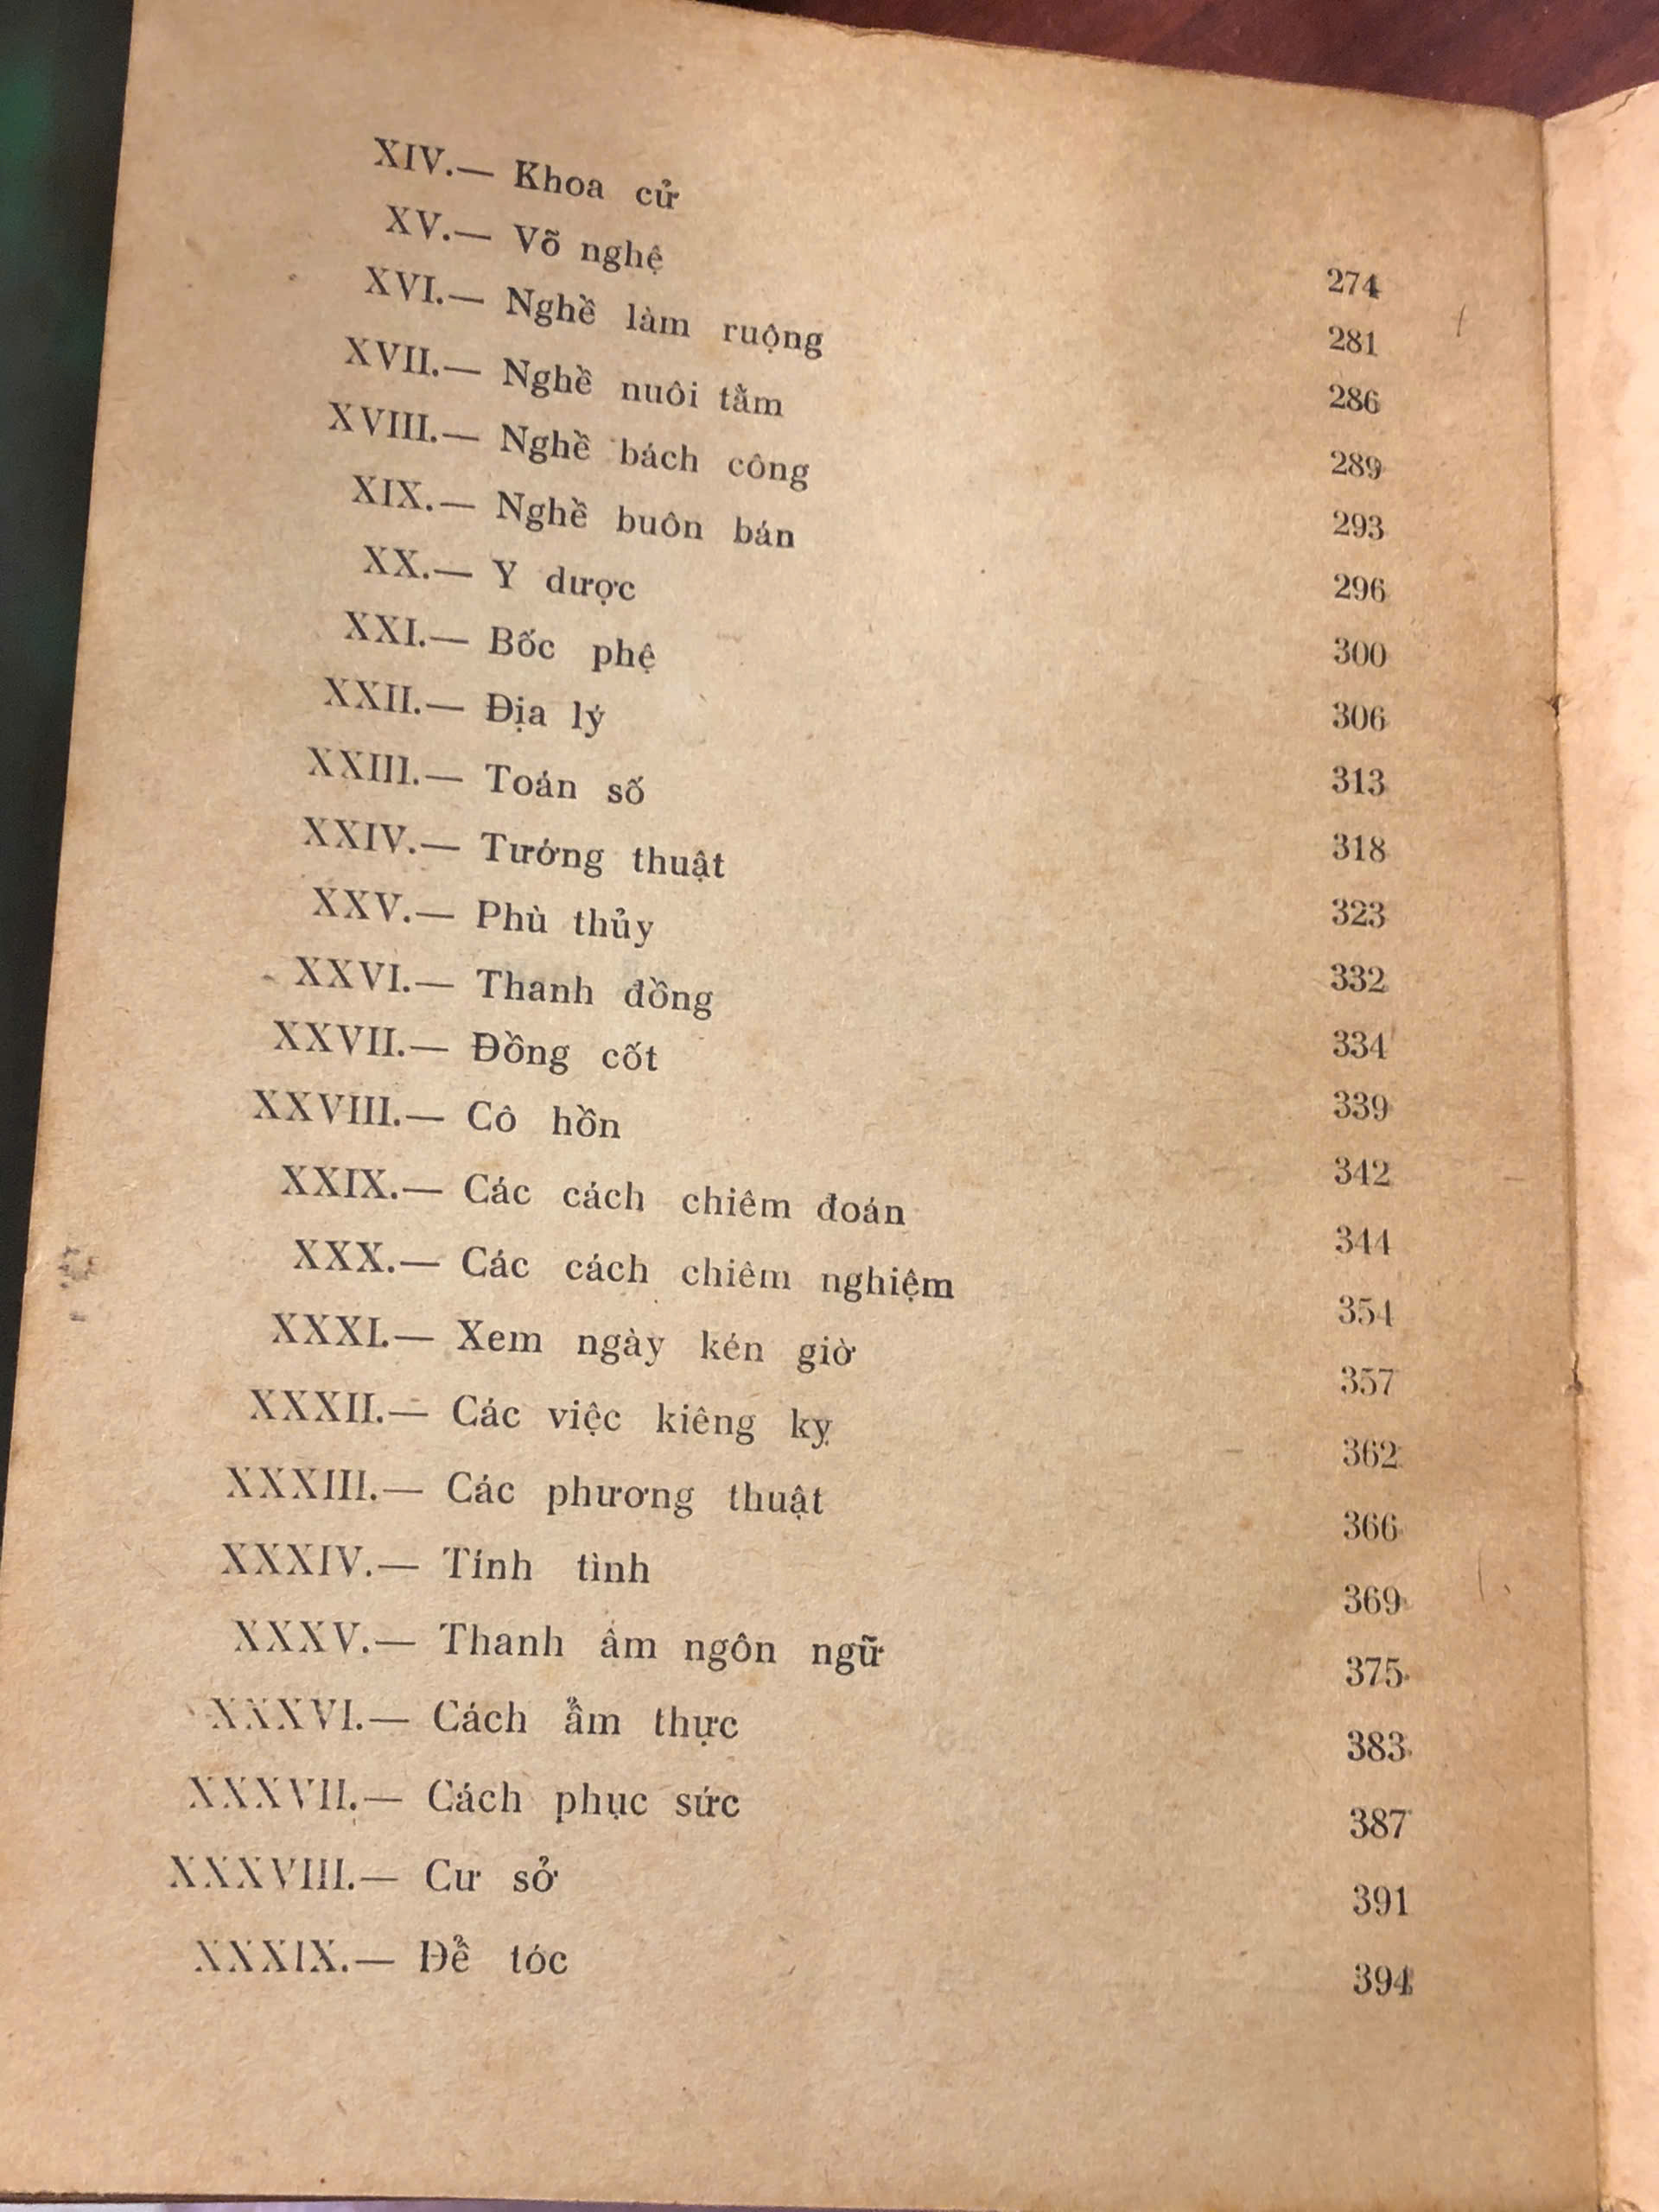 XIV.— Khoa cử 274
XV.— Võ nghệ 281
XVI.— Nghề làm ruộng 286
XVII.— Nghề nuôi tằm 289
XVIII.— Nghề bách công 293
XIX.— Nghề buôn bán 296
XX.— Y dược 300
XXI.— Bốc phệ 306
XXII.— Địa lý 313
XXIII.— Toán số 318
XXIV.— Tướng thuật 323
XXV.— Phù thủy 332
XXVI.— Thanh đồng 334
XXVII.— Đồng cốt 339
XXVIII.— Cô hồn 342
XXIX.— Các cách chiêm đoán 344
XXX.— Các cách chiêm nghiệm 354
XXXI.— Xem ngày kén giờ 357
XXXII.— Các việc kiêng kỵ 362
XXXIII.— Các phương thuật 366
XXXIV.— Tính tình 369
XXXV.— Thanh âm ngôn ngữ 375
XXXVI.— Cách ẩm thực 383
XXXVII.— Cách phục sức 387
XXXVIII.— Cư sở 391
XXXIX.— Để tóc 394